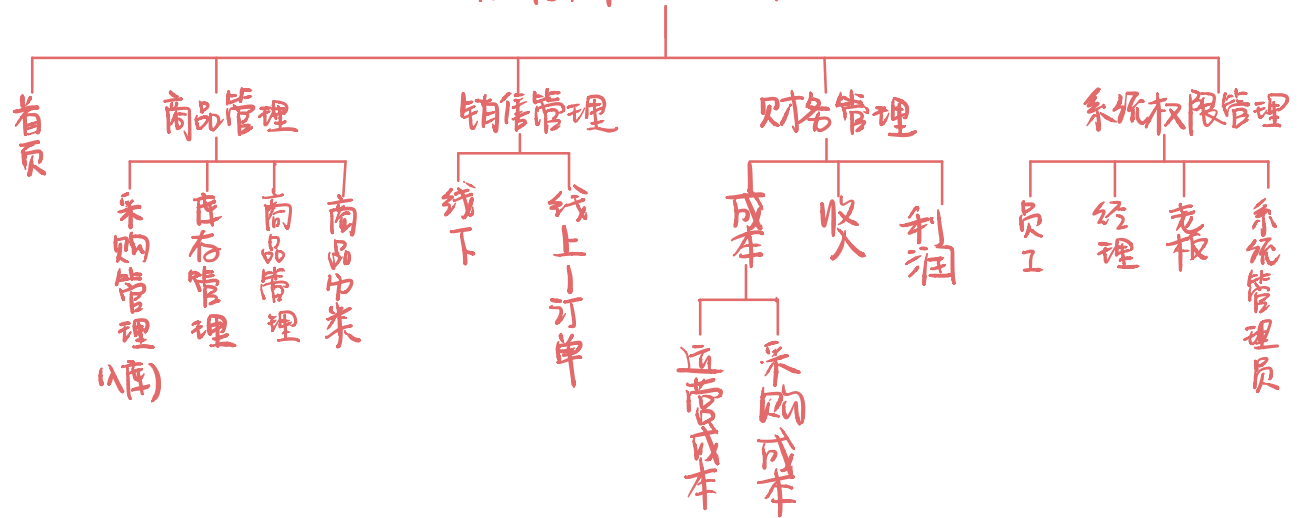 首页
商品管理
销售管理
财务管理
系统权限管理
采购管理
(入库)
库存管理
商品管理
商品分类
线下
线上-订单
成本
收入
利润
员工
经理
老板
系统管理员
运营成本
采购成本